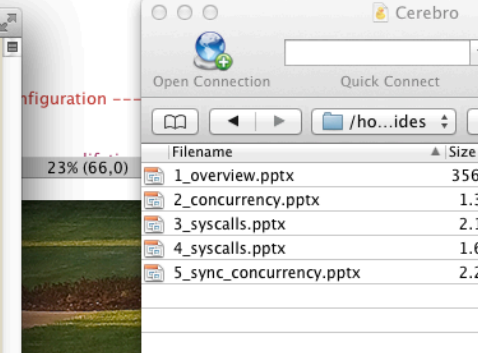 Cerebro
Open Connection
Quick Connect
nfiguration ---
/ho...ides
23% (66,0)
Filename
Size
1_overview.pptx
356
2_concurrency.pptx
1.3
3_syscalls.pptx
2.1
4_syscalls.pptx
1.6
5_sync_concurrency.pptx
2.2